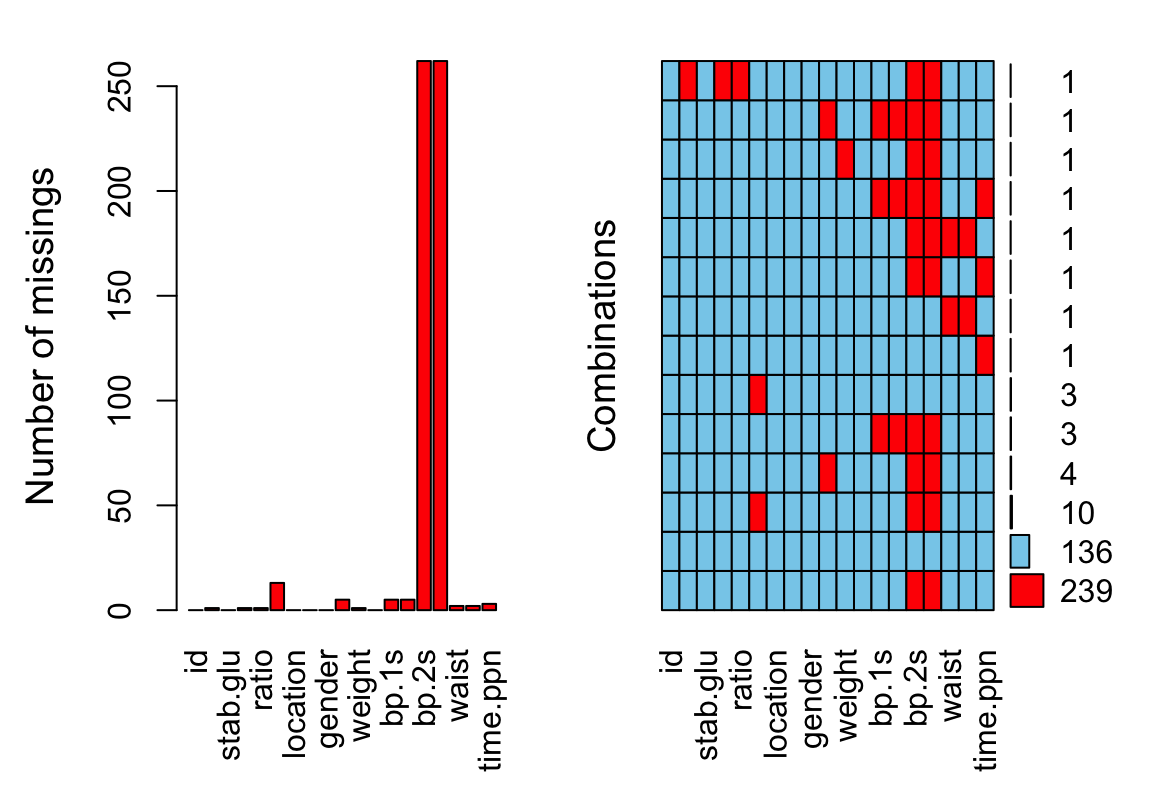 Number of missings
0
50
100
150
200
250
id
stab.glu
ratio
location
gender
weight
bp.1s
bp.2s
waist
time.ppn
Combinations
1
1
1
1
1
1
1
1
3
3
4
10
136
239
id
stab.glu
ratio
location
gender
weight
bp.1s
bp.2s
waist
time.ppn